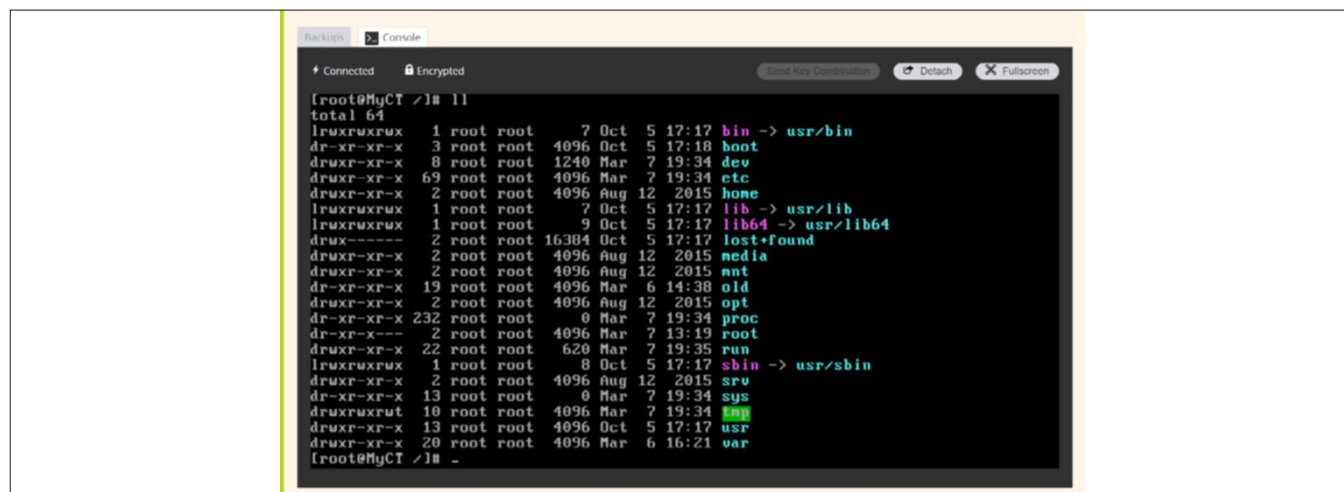 Backups Console
Connected Encrypted Send Key Combination Detach Fullscreen
[root@MyCT /]# ll
total 64
lrwxrwxrwx 1 root root 7 Oct 5 17:17 bin -> usr/bin
dr-xr-xr-x 3 root root 4096 Oct 5 17:18 boot
drwxr-xr-x 8 root root 1240 Mar 7 19:34 dev
drwxr-xr-x 69 root root 4096 Mar 7 19:34 etc
drwxr-xr-x 2 root root 4096 Aug 12 2015 home
lrwxrwxrwx 1 root root 7 Oct 5 17:17 lib -> usr/lib
lrwxrwxrwx 1 root root 9 Oct 5 17:17 lib64 -> usr/lib64
drwx------ 2 root root 16384 Oct 5 17:17 lost+found
drwxr-xr-x 2 root root 4096 Aug 12 2015 media
drwxr-xr-x 2 root root 4096 Aug 12 2015 mnt
dr-xr-xr-x 19 root root 4096 Mar 6 14:38 old
drwxr-xr-x 2 root root 4096 Aug 12 2015 opt
dr-xr-xr-x 232 root root 0 Mar 7 19:34 proc
dr-xr-x--- 2 root root 4096 Mar 7 13:19 root
drwxr-xr-x 22 root root 620 Mar 7 19:35 run
lrwxrwxrwx 1 root root 8 Oct 5 17:17 sbin -> usr/sbin
drwxr-xr-x 2 root root 4096 Aug 12 2015 srv
dr-xr-xr-x 13 root root 0 Mar 7 19:34 sys
drwxrwxrwt 10 root root 4096 Mar 7 19:34 tmp
drwxr-xr-x 13 root root 4096 Oct 5 17:17 usr
drwxr-xr-x 20 root root 4096 Mar 6 16:21 var
[root@MyCT /]# _